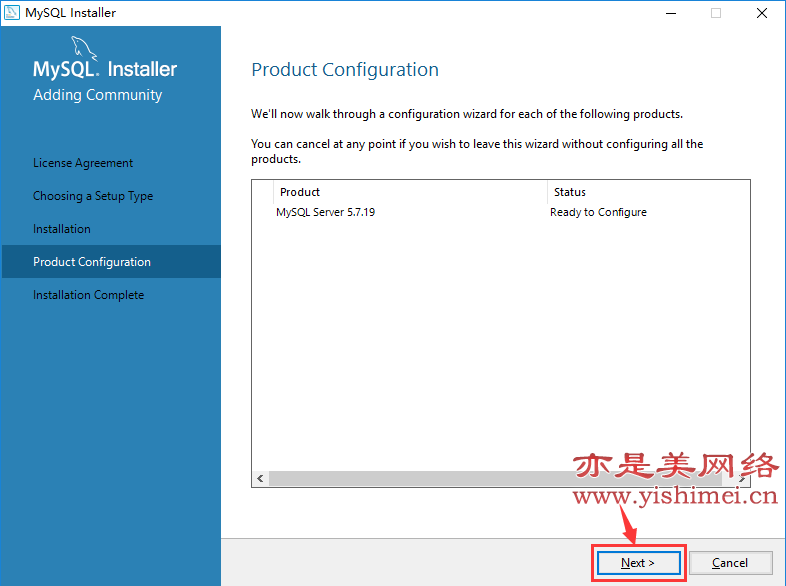 MySQL Installer
MySQL. Installer
Adding Community
License Agreement
Choosing a Setup Type
Installation
Product Configuration
Installation Complete
Product Configuration
We'll now walk through a configuration wizard for each of the following products.
You can cancel at any point if you wish to leave this wizard without configuring all the
products.
Product Status
MySQL Server 5.7.19 Ready to Configure
亦是美网络
www.yishimei.cn
Next >
Cancel